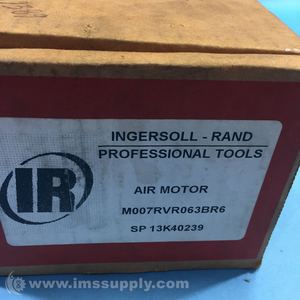 IR
INGERSOLL - RAND
PROFESSIONAL TOOLS
AIR MOTOR
M007RVR063BR6
SP 13K40239
© www.imssupply.com